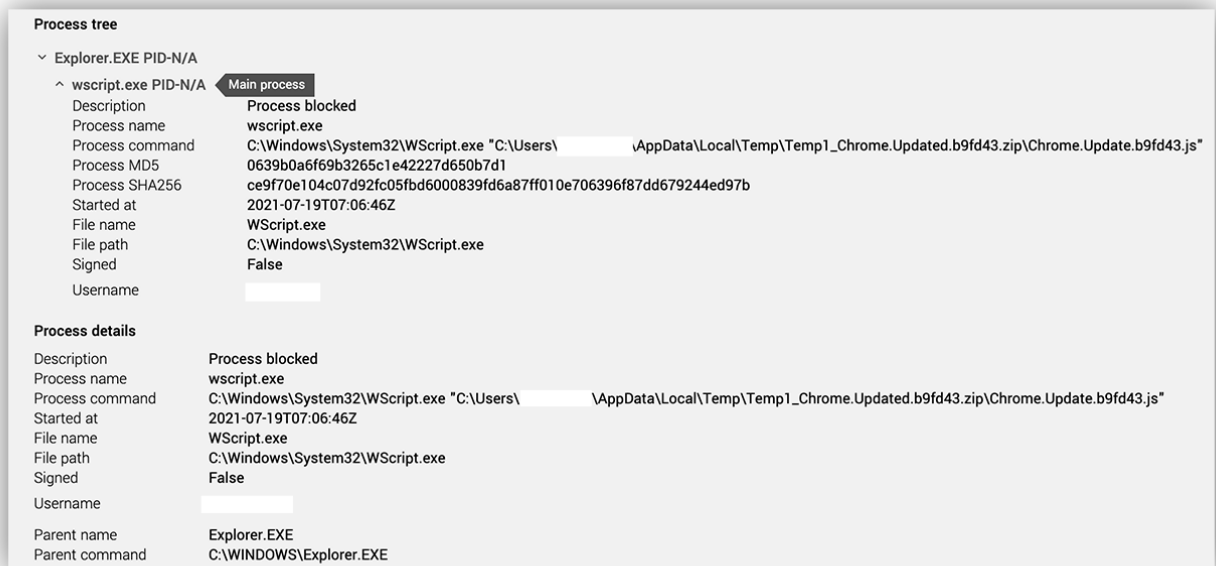 Process tree
Explorer.EXE PID-N/A
wscript.exe PID-N/A Main process
Description Process blocked
Process name wscript.exe
Process command C:\Windows\System32\WScript.exe "C:\Users\ \AppData\Local\Temp\Temp1_Chrome.Updated.b9fd43.zip\Chrome.Update.b9fd43.js"
Process MD5 0639b0a6f69b3265c1e42227d650b7d1
Process SHA256 ce9f70e104c07d92fc05fbd6000839fd6a87ff010e706396f87dd679244ed97b
Started at 2021-07-19T07:06:46Z
File name WScript.exe
File path C:\Windows\System32\WScript.exe
Signed False
Username
Process details
Description Process blocked
Process name wscript.exe
Process command C:\Windows\System32\WScript.exe "C:\Users\ \AppData\Local\Temp\Temp1_Chrome.Updated.b9fd43.zip\Chrome.Update.b9fd43.js"
Started at 2021-07-19T07:06:46Z
File name WScript.exe
File path C:\Windows\System32\WScript.exe
Signed False
Username
Parent name Explorer.EXE
Parent command C:\WINDOWS\Explorer.EXE